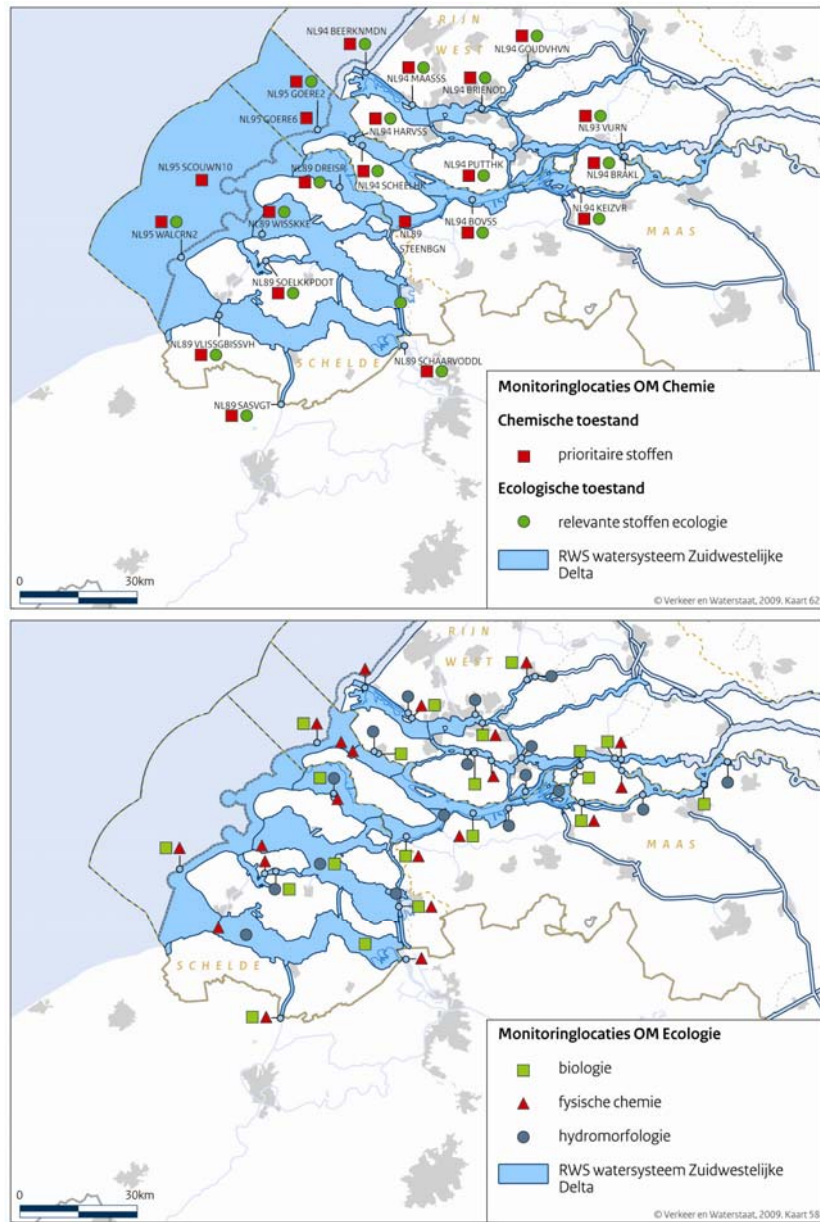 RIJN
WEST
NL94 BEERKNMDN
NL94 GOUDVHVN
NL94 MAASSS
NL94 BRIENOD
NL95 GOERE2
NL95 GOERE6
NL94 HARVSS
NL93 VURN
NL95 SCOUWN10
NL89 DREISR
NL94 SCHEELHK
NL94 PUTTHK
NL94 BRAKL
NL94 KEIZVR
NL95 WALCRN2
NL89 WISSKKE
NL89
STEENBGN
NL94 BOVSS
MAAS
NL89 SOELKKPDOT
NL89 VLISSGBISSVH
SCHELDE
NL89 SCHAARVODDL
NL89 SASVGT
Monitoringlocaties OM Chemie
Chemische toestand
prioritaire stoffen
Ecologische toestand
relevante stoffen ecologie
RWS watersysteem Zuidwestelijke
Delta
0 30km
© Verkeer en Waterstaat, 2009. Kaart 62
RIJN
WEST
MAAS
SCHELDE
Monitoringlocaties OM Ecologie
biologie
fysische chemie
hydromorfologie
RWS watersysteem Zuidwestelijke
Delta
0 30km
© Verkeer en Waterstaat, 2009. Kaart 58